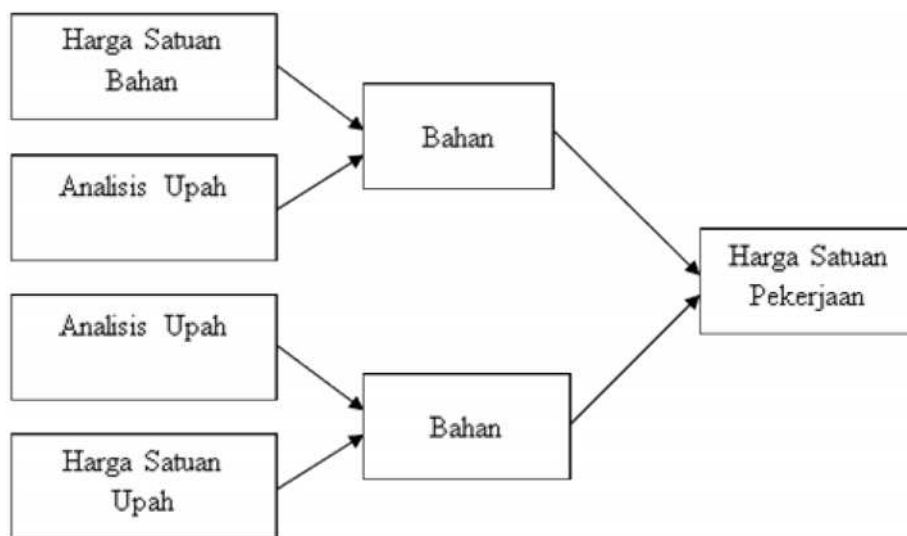 Harga Satuan
Bahan
Analisis Upah
Bahan
Harga Satuan
Pekerjaan
Analisis Upah
Harga Satuan
Upah
Bahan